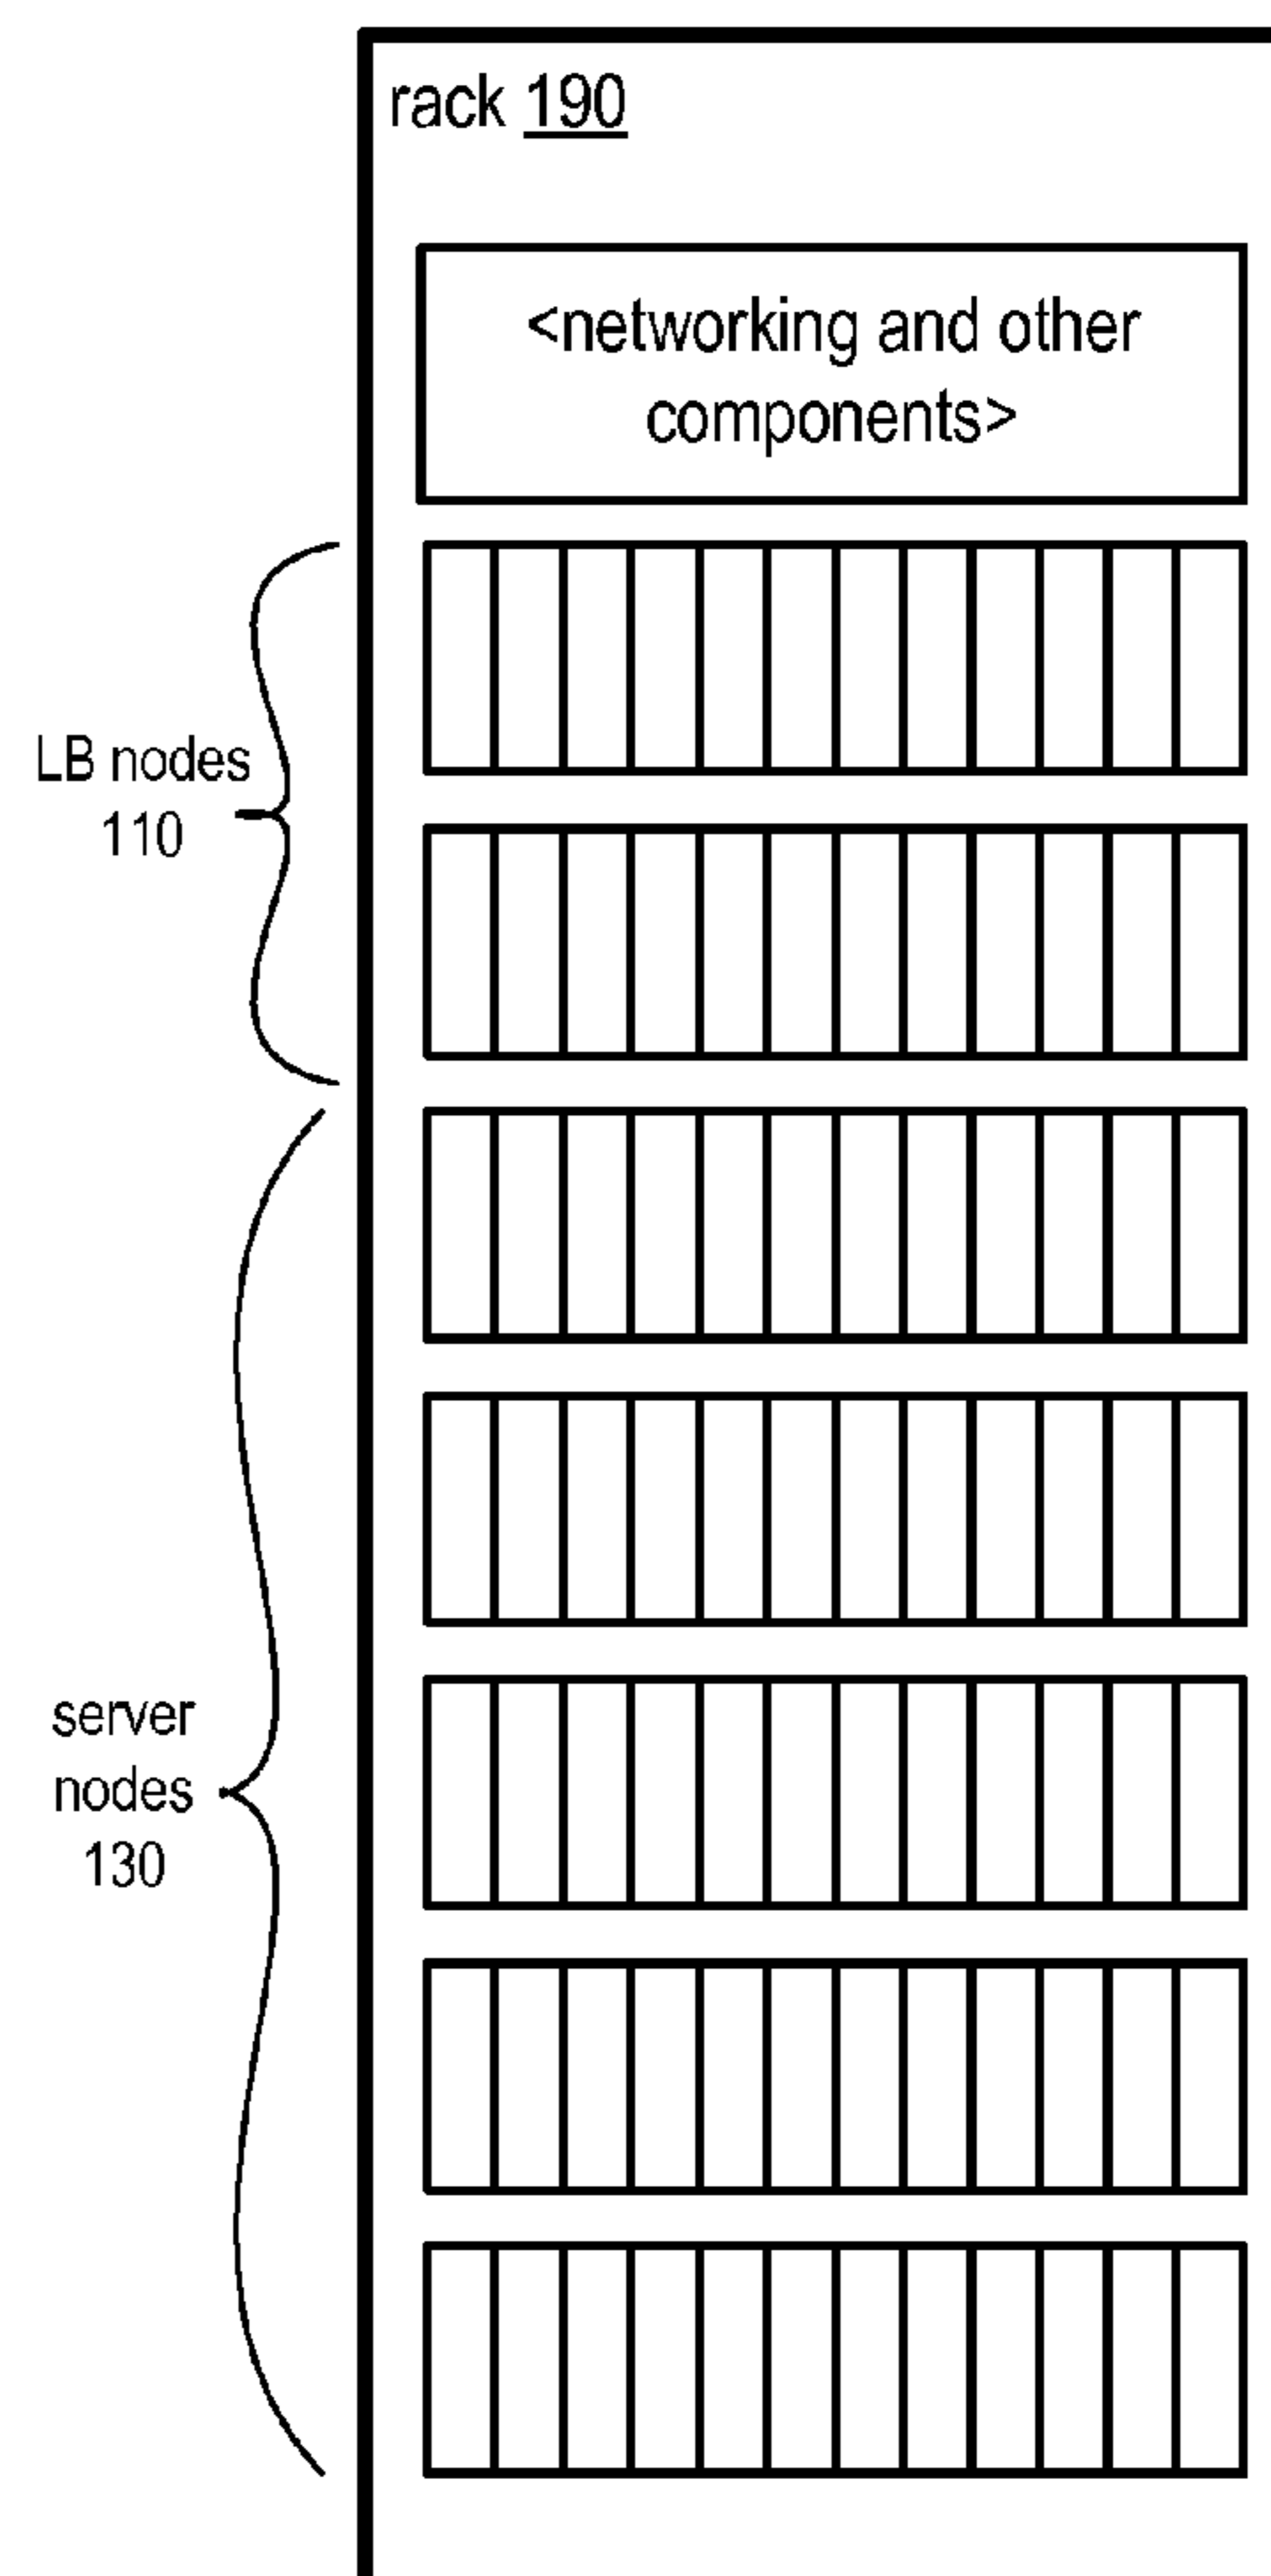 rack 190
<networking and other
components>
LB nodes
110
server
nodes
130